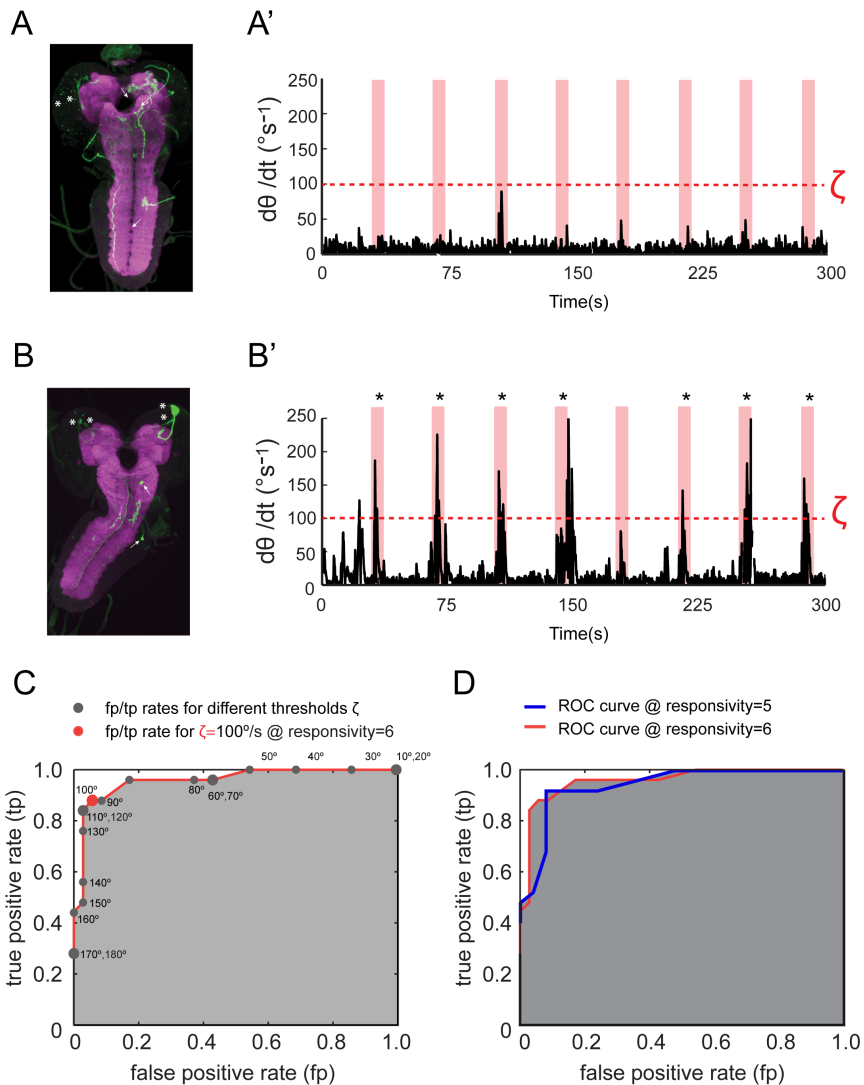 A
A’
* *
dθ /dt (°s⁻¹)
250
200
150
100
50
0
ζ
0 75 150 225 300
Time(s)
B
B’
* * * *
* * * * * * *
dθ /dt (°s⁻¹)
250
200
150
100
50
0
ζ
0 75 150 225 300
Time(s)
C
fp/tp rates for different thresholds ζ
fp/tp rate for ζ=100º/s @ responsivity=6
50º 40º 30º 10º,20º
80º 60º,70º
100º
90º
110º,120º
130º
140º
150º
160º
170º,180º
true positive rate (tp)
1.0
0.8
0.6
0.4
0.2
0
0 0.2 0.4 0.6 0.8 1.0
false positive rate (fp)
D
ROC curve @ responsivity=5
ROC curve @ responsivity=6
true positive rate (tp)
1.0
0.8
0.6
0.4
0.2
0
0 0.2 0.4 0.6 0.8 1.0
false positive rate (fp)